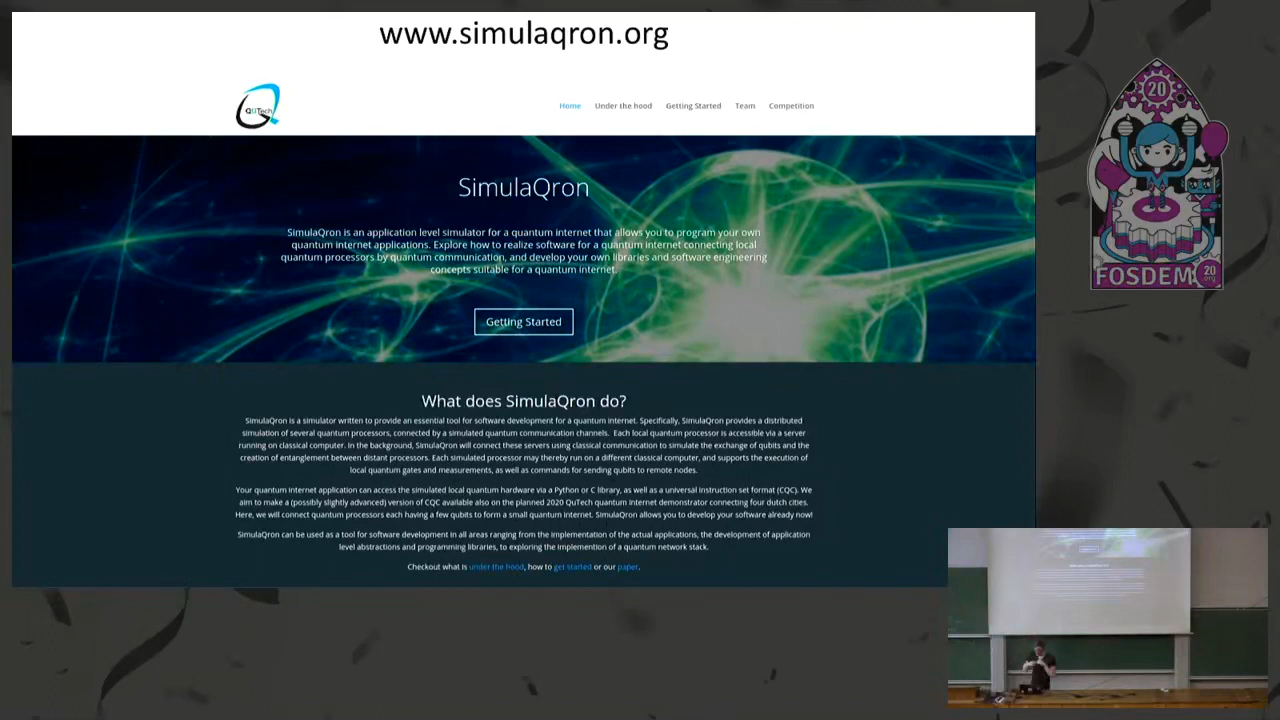 www.simulaqron.org
QuTech
Home Under the hood Getting Started Team Competition
SimulaQron
SimulaQron is an application level simulator for a quantum internet that allows you to program your own
quantum internet applications. Explore how to realize software for a quantum internet connecting local
quantum processors by quantum communication, and develop your own libraries and software engineering
concepts suitable for a quantum internet.
Getting Started
What does SimulaQron do?
SimulaQron is a simulator written to provide an essential tool for software development for a quantum internet. Specifically, SimulaQron provides a distributed
simulation of several quantum processors, connected by a simulated quantum communication channels. Each local quantum processor is accessible via a server
running on classical computer. In the background, SimulaQron will connect these servers using classical communication to simulate the exchange of qubits and the
creation of entanglement between distant processors. Each simulated processor may thereby run on a different classical computer, and supports the execution of
local quantum gates and measurements, as well as commands for sending qubits to remote nodes.
Your quantum internet application can access the simulated local quantum hardware via a Python or C library, as well as a universal instruction set format (CQC). We
aim to make a (possibly slightly advanced) version of CQC available also on the planned 2020 QuTech quantum internet demonstrator connecting four dutch cities.
Here, we will connect quantum processors each having a few qubits to form a small quantum internet. SimulaQron allows you to develop your software already now!
SimulaQron can be used as a tool for software development in all areas ranging from the implementation of the actual applications, the development of application
level abstractions and programming libraries, to exploring the implemention of a quantum network stack.
Checkout what is under the hood, how to get started or our paper.
20
FOSDEM 20
.org